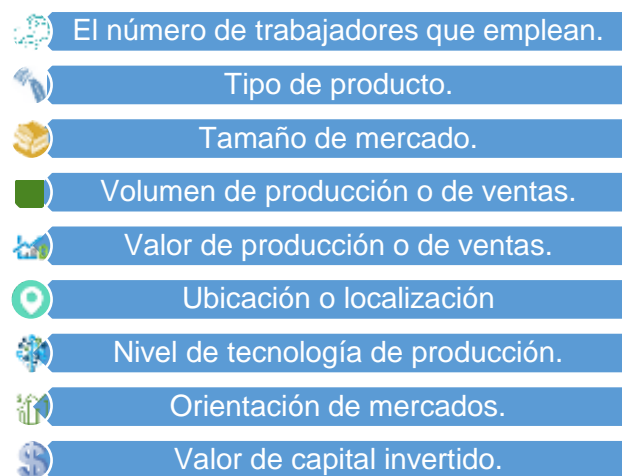 El número de trabajadores que emplean.
Tipo de producto.
Tamaño de mercado.
Volumen de producción o de ventas.
Valor de producción o de ventas.
Ubicación o localización
Nivel de tecnología de producción.
Orientación de mercados.
Valor de capital invertido.